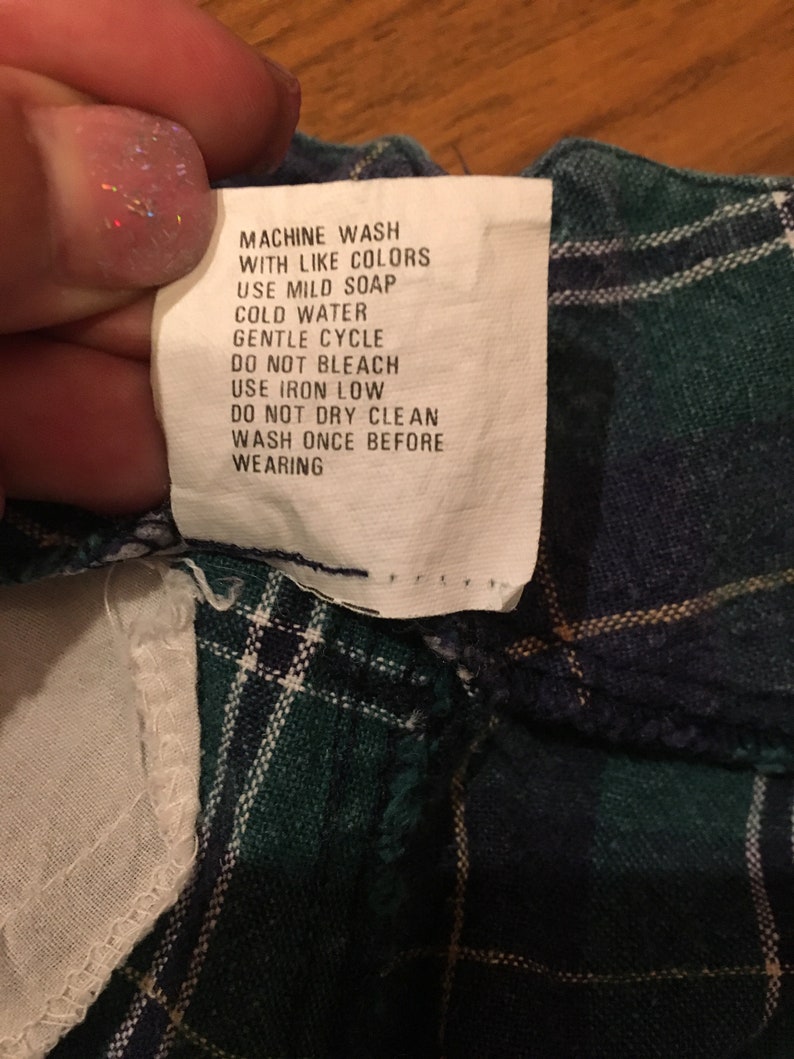 MACHINE WASH
WITH LIKE COLORS
USE MILD SOAP
COLD WATER
GENTLE CYCLE
DO NOT BLEACH
USE IRON LOW
DO NOT DRY CLEAN
WASH ONCE BEFORE
WEARING